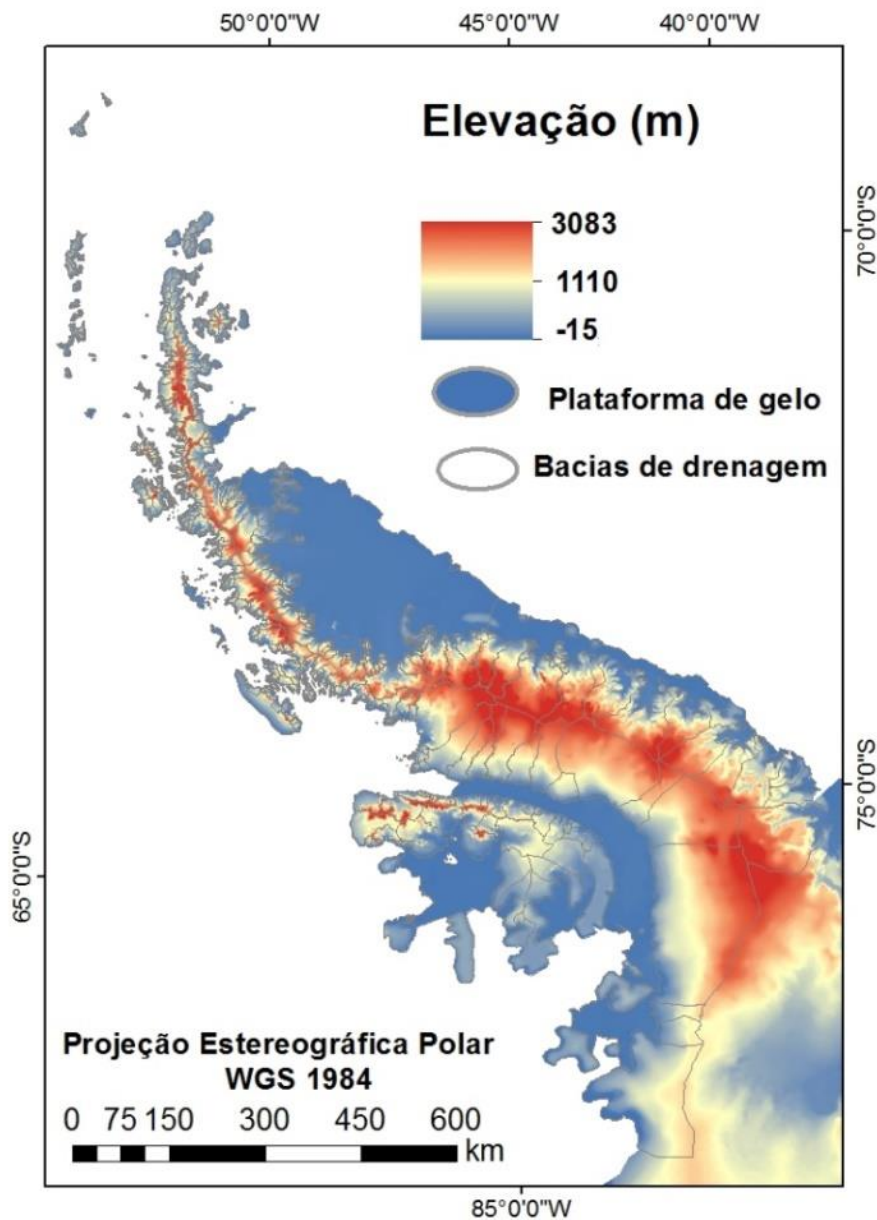 50°0'0"W
45°0'0"W
40°0'0"W
Elevação (m)
3083
1110
-15
70°0'0"S
Plataforma de gelo
Bacias de drenagem
75°0'0"S
65°0'0"S
Projeção Estereográfica Polar
WGS 1984
0 75 150 300 450 600
km
85°0'0"W